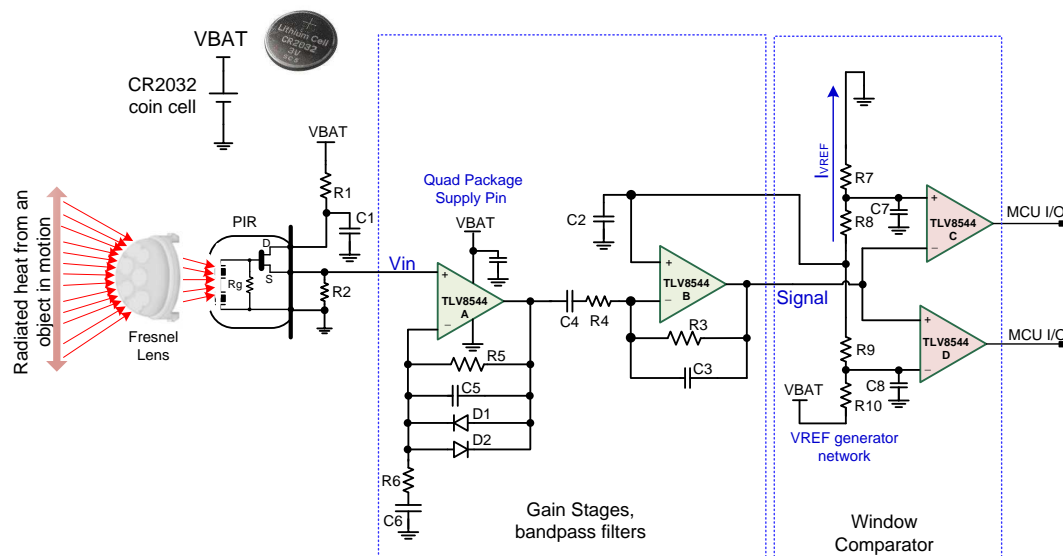 VBAT
Lithium Cell
CR2032
3V
CR2032
coin cell
Radiated heat from an
object in motion
Fresnel
Lens
PIR
D
S
Rg
VBAT
R1
C1
R2
Vin
Quad Package
Supply Pin
VBAT
+
TLV8544
A
−
R5
C5
D1
D2
R6
C6
C4
R4
C2
+
TLV8544
B
−
R3
C3
Gain Stages,
bandpass filters
IVREF
R7
R8
C7
+
TLV8544
C
−
MCU I/O
Signal
+
TLV8544
D
−
MCU I/O
R9
C8
R10
VBAT
VREF generator
network
Window
Comparator